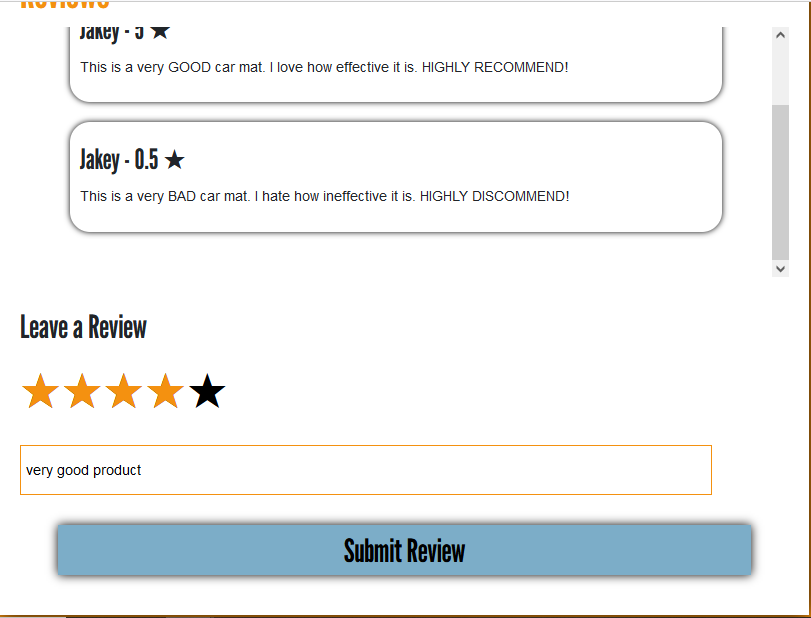 Reviews
Jakey - 5 ★
This is a very GOOD car mat. I love how effective it is. HIGHLY RECOMMEND!
Jakey - 0.5 ★
This is a very BAD car mat. I hate how ineffective it is. HIGHLY DISCOMMEND!
Leave a Review
very good product
Submit Review